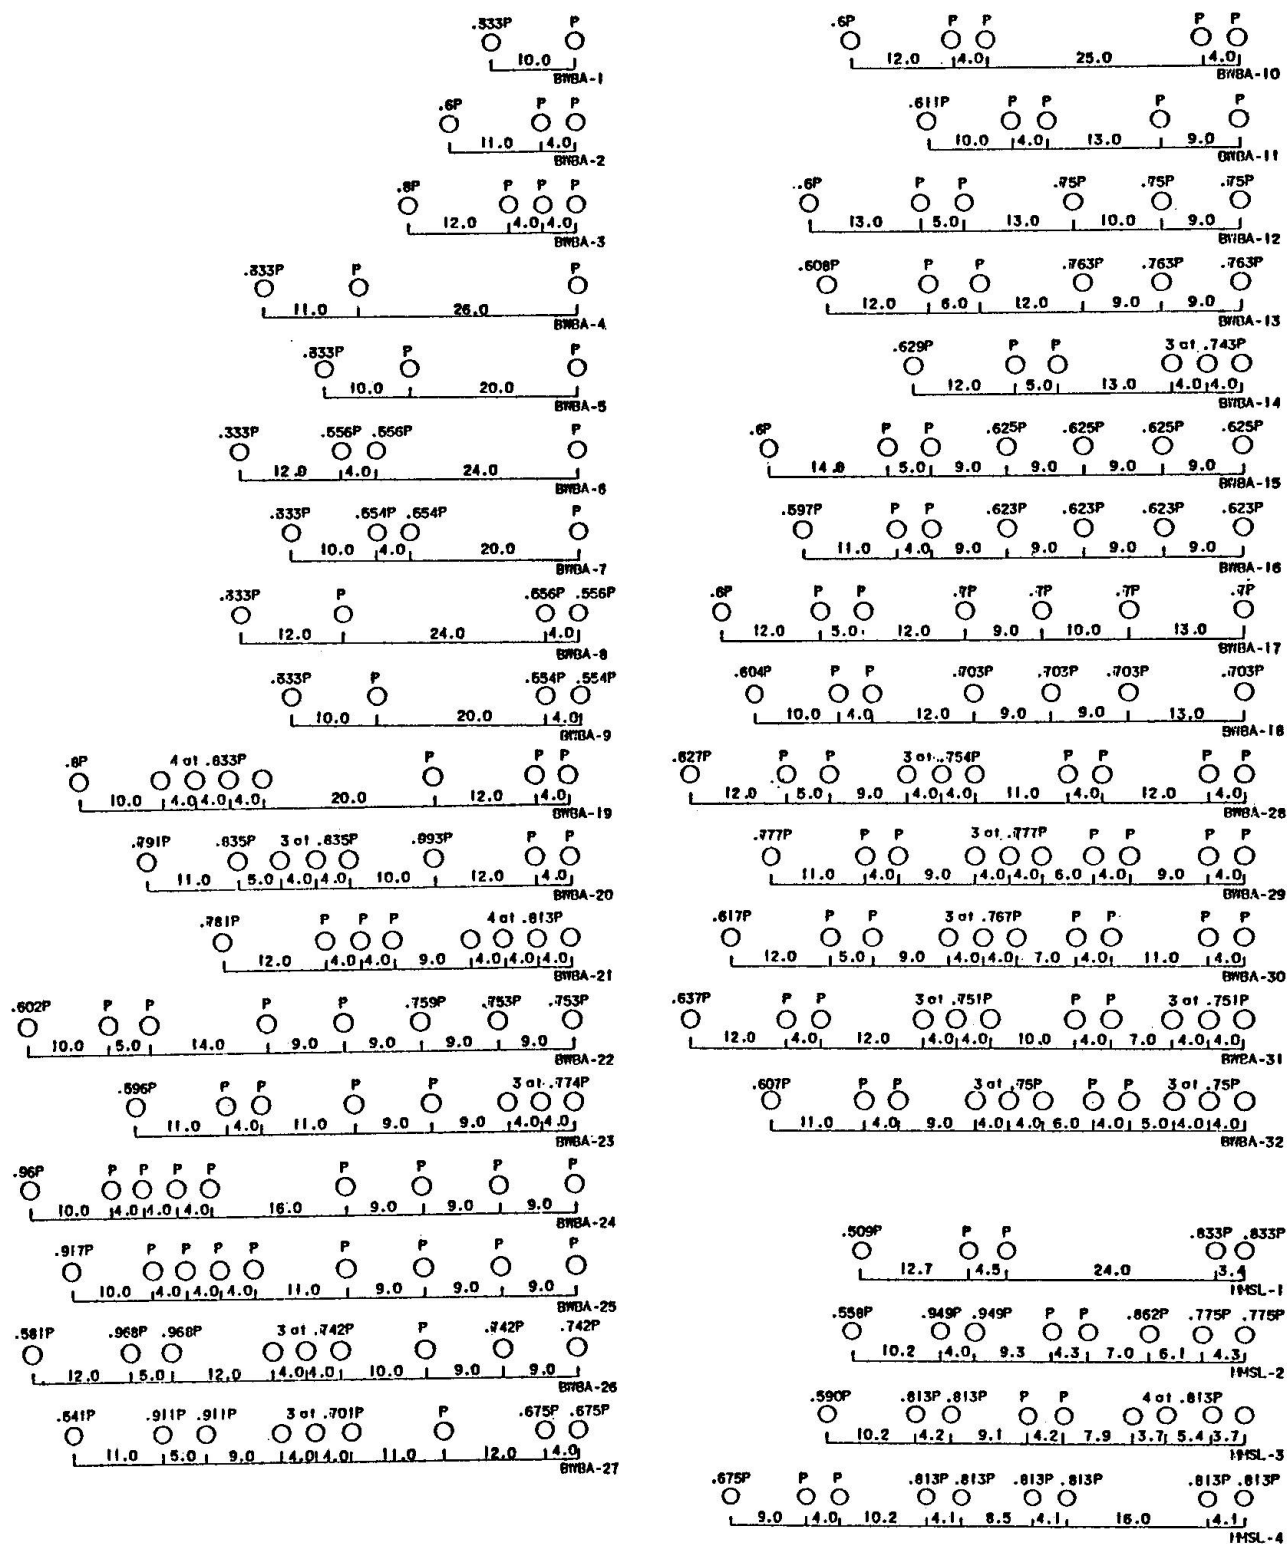 .333P P
10.0
BWBA-1
.6P P P
11.0 4.0
BWBA-2
.8P P P P
12.0 4.0 4.0
BWBA-3
.333P P P
11.0 26.0
BWBA-4
.333P P P
10.0 20.0
BWBA-5
.333P .556P .556P P
12.0 4.0 24.0
BWBA-6
.333P .554P .554P P
10.0 4.0 20.0
BWBA-7
.333P P .556P .556P
12.0 24.0 4.0
BWBA-8
.333P P .554P .554P
10.0 20.0 4.0
BWBA-9
.8P 4 at .833P P P P
10.0 4.0 4.0 4.0 20.0 12.0 4.0
BWBA-19
.791P .835P 3 at .835P .993P P P
11.0 5.0 4.0 4.0 10.0 12.0 4.0
BWBA-20
.781P P P P 4 at .813P
12.0 4.0 4.0 9.0 4.0 4.0 4.0
BWBA-21
.602P P P P P .759P .753P .753P
10.0 5.0 14.0 9.0 9.0 9.0 9.0
BWBA-22
.596P P P P P 3 at .774P
11.0 4.0 11.0 9.0 9.0 4.0 4.0
BWBA-23
.96P P P P P P P P P
10.0 4.0 4.0 4.0 16.0 9.0 9.0 9.0
BWBA-24
.917P P P P P P P P P
10.0 4.0 4.0 4.0 11.0 9.0 9.0 9.0
BWBA-25
.581P .968P .968P 3 at .742P P .742P .742P
12.0 5.0 12.0 4.0 4.0 10.0 9.0 9.0
BWBA-26
.541P .911P .911P 3 at .701P P .675P .675P
11.0 5.0 9.0 4.0 4.0 11.0 12.0 4.0
BWBA-27
.6P P P P P
12.0 4.0 25.0 4.0
BWBA-10
.611P P P P P
10.0 4.0 13.0 9.0
BWBA-11
.6P P P .75P .75P .75P
13.0 5.0 13.0 10.0 9.0
BWBA-12
.608P P P .763P .763P .763P
12.0 6.0 12.0 9.0 9.0
BWBA-13
.629P P P 3 at .743P
12.0 5.0 13.0 4.0 4.0
BWBA-14
.6P P P .625P .625P .625P .625P
14.0 5.0 9.0 9.0 9.0 9.0
BWBA-15
.597P P P .623P .623P .623P .623P
11.0 4.0 9.0 9.0 9.0 9.0
BWBA-16
.6P P P .7P .7P .7P .7P
12.0 5.0 12.0 9.0 10.0 13.0
BWBA-17
.604P P P .703P .703P .703P .703P
10.0 4.0 12.0 9.0 9.0 13.0
BWBA-18
.627P P P 3 at .754P P P P P
12.0 5.0 9.0 4.0 4.0 11.0 4.0 12.0 4.0
BWBA-28
.777P P P 3 at .777P P P P P
11.0 4.0 9.0 4.0 4.0 6.0 4.0 9.0 4.0
BWBA-29
.617P P P 3 at .767P P P P P
12.0 5.0 9.0 4.0 4.0 7.0 4.0 11.0 4.0
BWBA-30
.637P P P 3 at .751P P P 3 at .751P
12.0 4.0 12.0 4.0 4.0 10.0 4.0 7.0 4.0 4.0
BWBA-31
.607P P P 3 at .75P P P 3 at .75P
11.0 4.0 9.0 4.0 4.0 6.0 4.0 5.0 4.0 4.0
BWBA-32
.509P P P .833P .833P
12.7 4.5 24.0 3.4
HMSL-1
.558P .949P .949P P P .862P .775P .775P
10.2 4.0 9.3 4.3 7.0 6.1 4.3
HMSL-2
.590P .813P .813P P P 4 at .813P
10.2 4.2 9.1 4.2 7.9 3.7 5.4 3.7
HMSL-3
.675P P P .813P .813P .813P .813P .813P .813P
9.0 4.0 10.2 4.1 8.5 4.1 16.0 4.1
HMSL-4